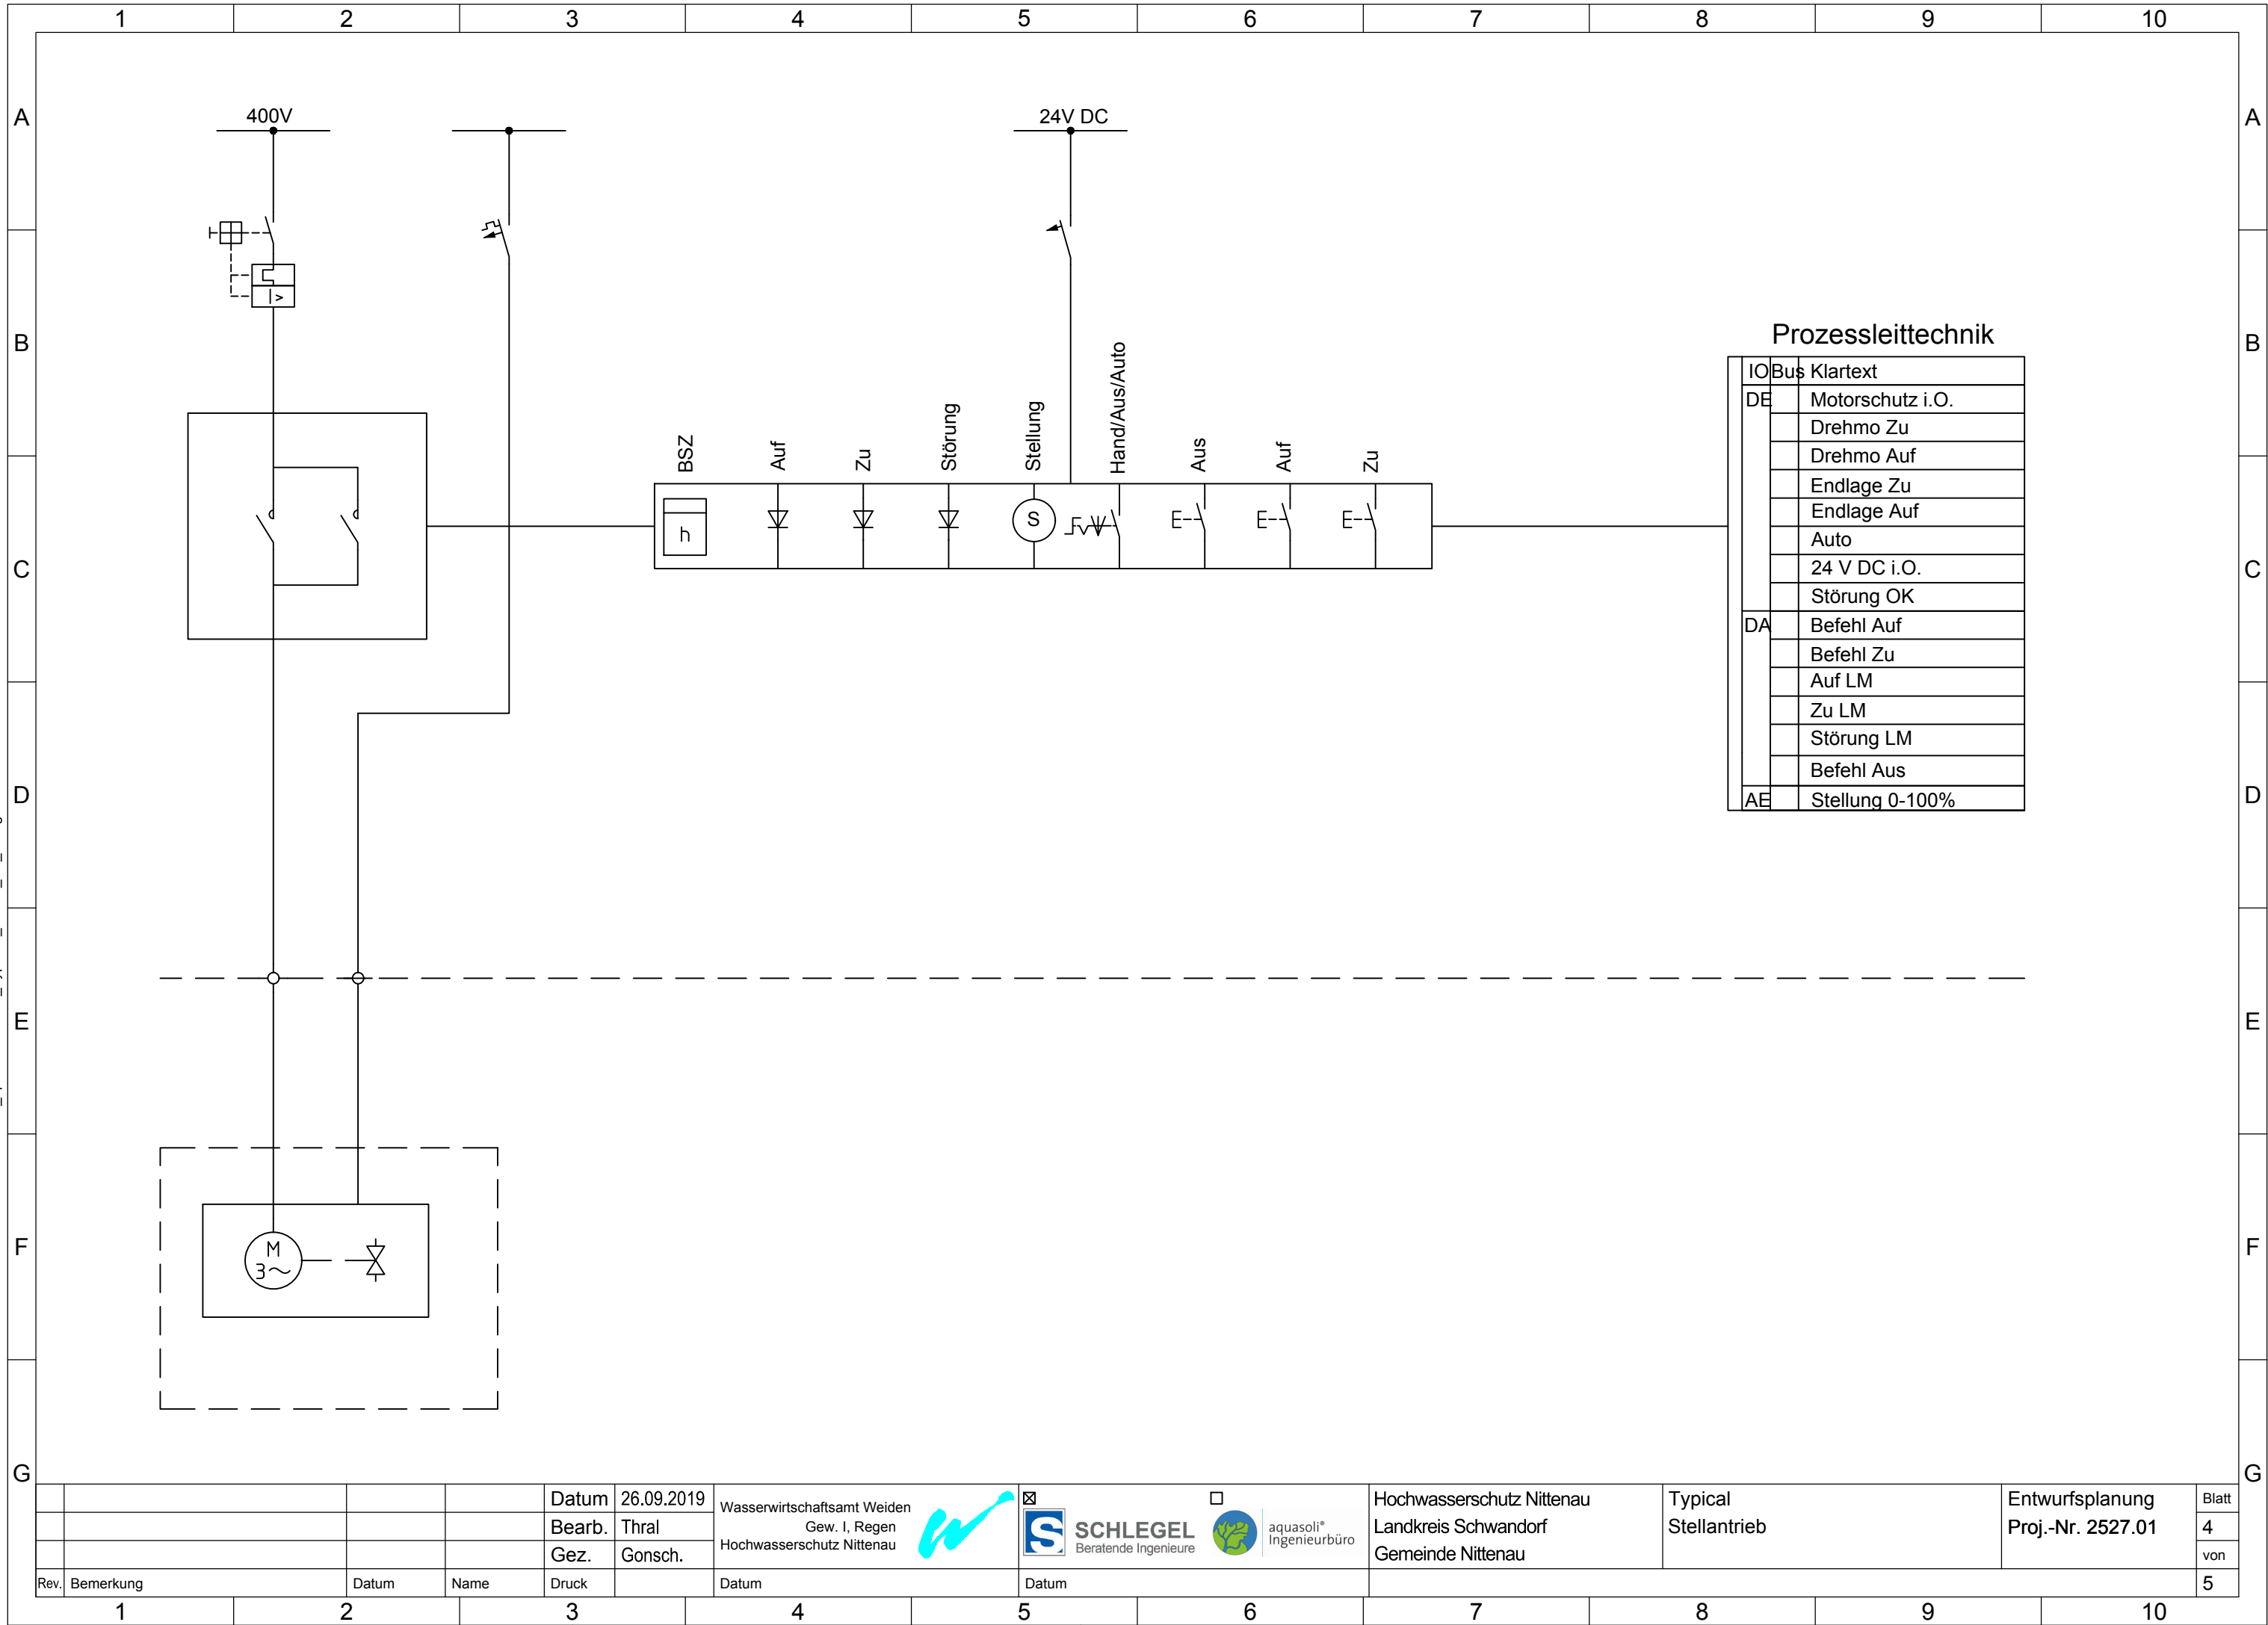 1 2 3 4 5 6 7 8 9 10
A A
400V
24V DC
I >
B B
Prozessleittechnik
IO Bus Klartext
DE Motorschutz i.O.
Drehmo Zu
Drehmo Auf
Endlage Zu
Endlage Auf
Auto
24 V DC i.O.
Störung OK
DA Befehl Auf
Befehl Zu
Auf LM
Zu LM
Störung LM
Befehl Aus
AE Stellung 0-100%
BSZ
Auf
Zu
Störung
Stellung
Hand/Aus/Auto
Aus
Auf
Zu
h
S
C C
D D
E E
F F
M
3~
G G
Datum 26.09.2019
Bearb. Thral
Gez. Gonsch.
Rev. Bemerkung Datum Name Druck
Wasserwirtschaftsamt Weiden
Gew. I, Regen
Hochwasserschutz Nittenau
Datum
S
SCHLEGEL
Beratende Ingenieure
aquasoli®
Ingenieurbüro
Datum
Hochwasserschutz Nittenau
Landkreis Schwandorf
Gemeinde Nittenau
Typical
Stellantrieb
Entwurfsplanung
Proj.-Nr. 2527.01
Blatt
4
von
5
1 2 3 4 5 6 7 8 9 10